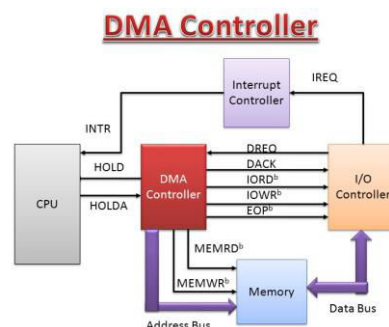 DMA Controller
Interrupt
Controller
IREQ
INTR
HOLD
HOLDA
CPU
DMA
Controller
DREQ
DACK
IORDᵇ
IOWRᵇ
EOPᵇ
I/O
Controller
MEMRDᵇ
MEMWRᵇ
Memory
Address Bus
Data Bus